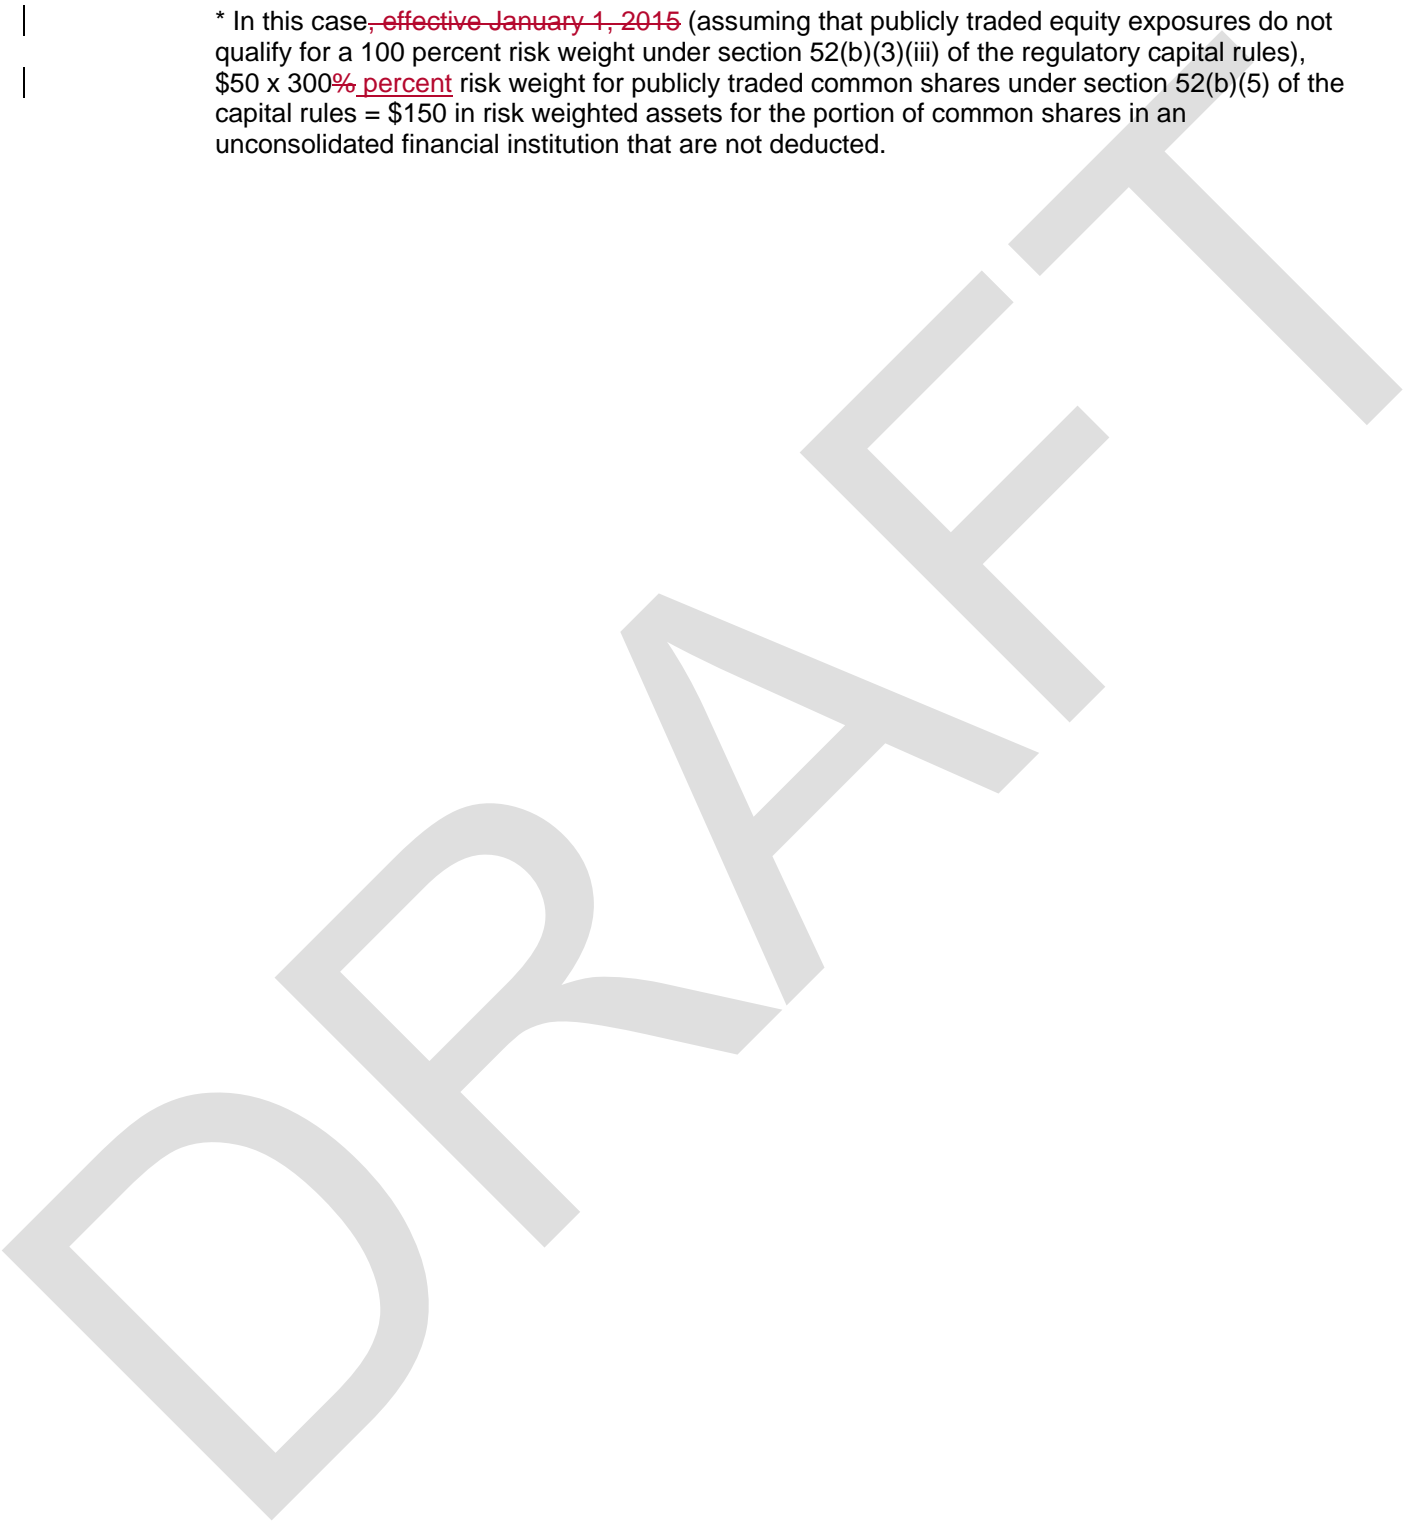 * In this case, effective January 1, 2015 (assuming that publicly traded equity exposures do not
qualify for a 100 percent risk weight under section 52(b)(3)(iii) of the regulatory capital rules),
$50 x 300% percent risk weight for publicly traded common shares under section 52(b)(5) of the
capital rules = $150 in risk weighted assets for the portion of common shares in an
unconsolidated financial institution that are not deducted.
DRAFT